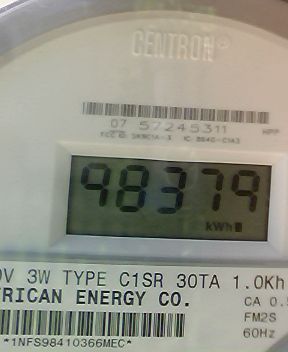 CENTRON®
07 57245311
98379
kWh
0V 3W TYPE C1SR 30TA 1.0Kh
FRICAN ENERGY CO.
CA 0.5
FM2S
60Hz
*1NFS98410366MEC*